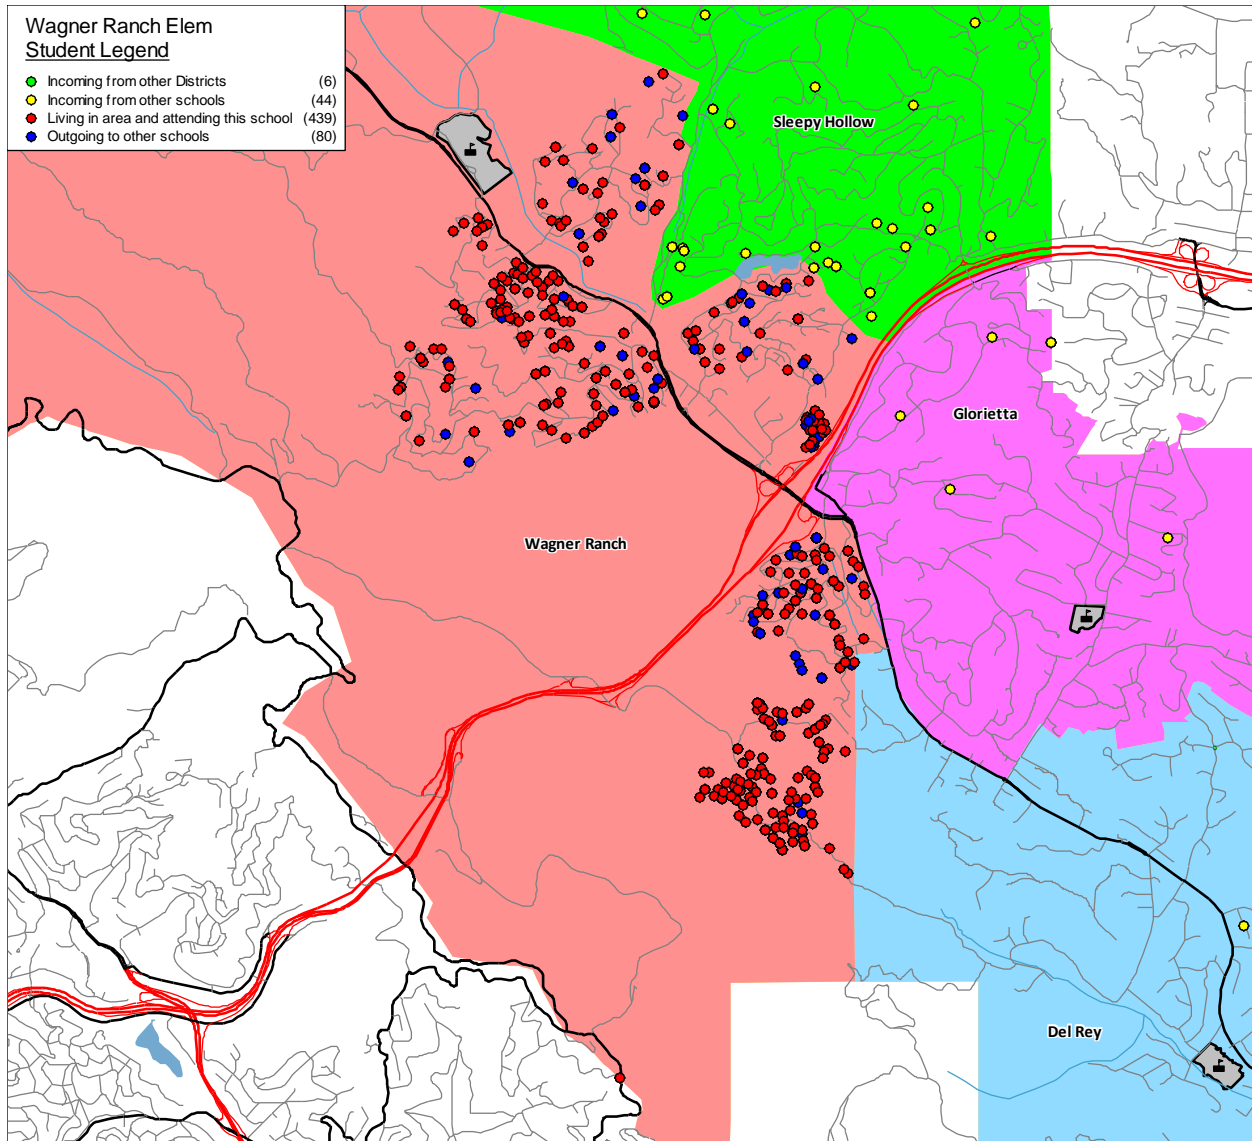 Wagner Ranch Elem
Student Legend
Incoming from other Districts (6)
Incoming from other schools (44)
Living in area and attending this school (439)
Outgoing to other schools (80)
Sleepy Hollow
Glorietta
Wagner Ranch
Del Rey